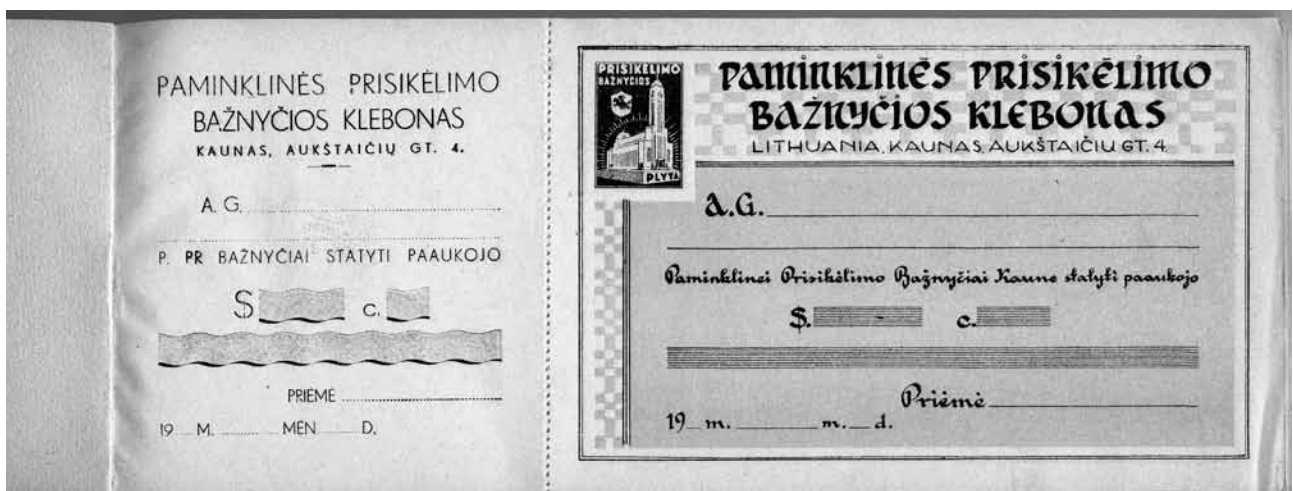 PAMINKLINĖS PRISIKĖLIMO
BAŽNYČIOS KLEBONAS
KAUNAS, AUKŠTAIČIŲ GT. 4.
A. G.
P. PR BAŽNYČIAI STATYTI PAAUKOJO
$ c.
PRIĖMĖ
19 M. MĖN. D.
PRISIKELIMO
BAŽNYČIOS
PLYTA
PAMINKLINĖS PRISIKĖLIMO
BAŽNYČIOS KLEBONAS
LITHUANIA, KAUNAS, AUKŠTAIČIŲ GT. 4.
A.G.
Paminklinei Prisikėlimo Bažnyčiai Kaune statyti paaukojo
$. c.
Priėmė
19 m. m. d.